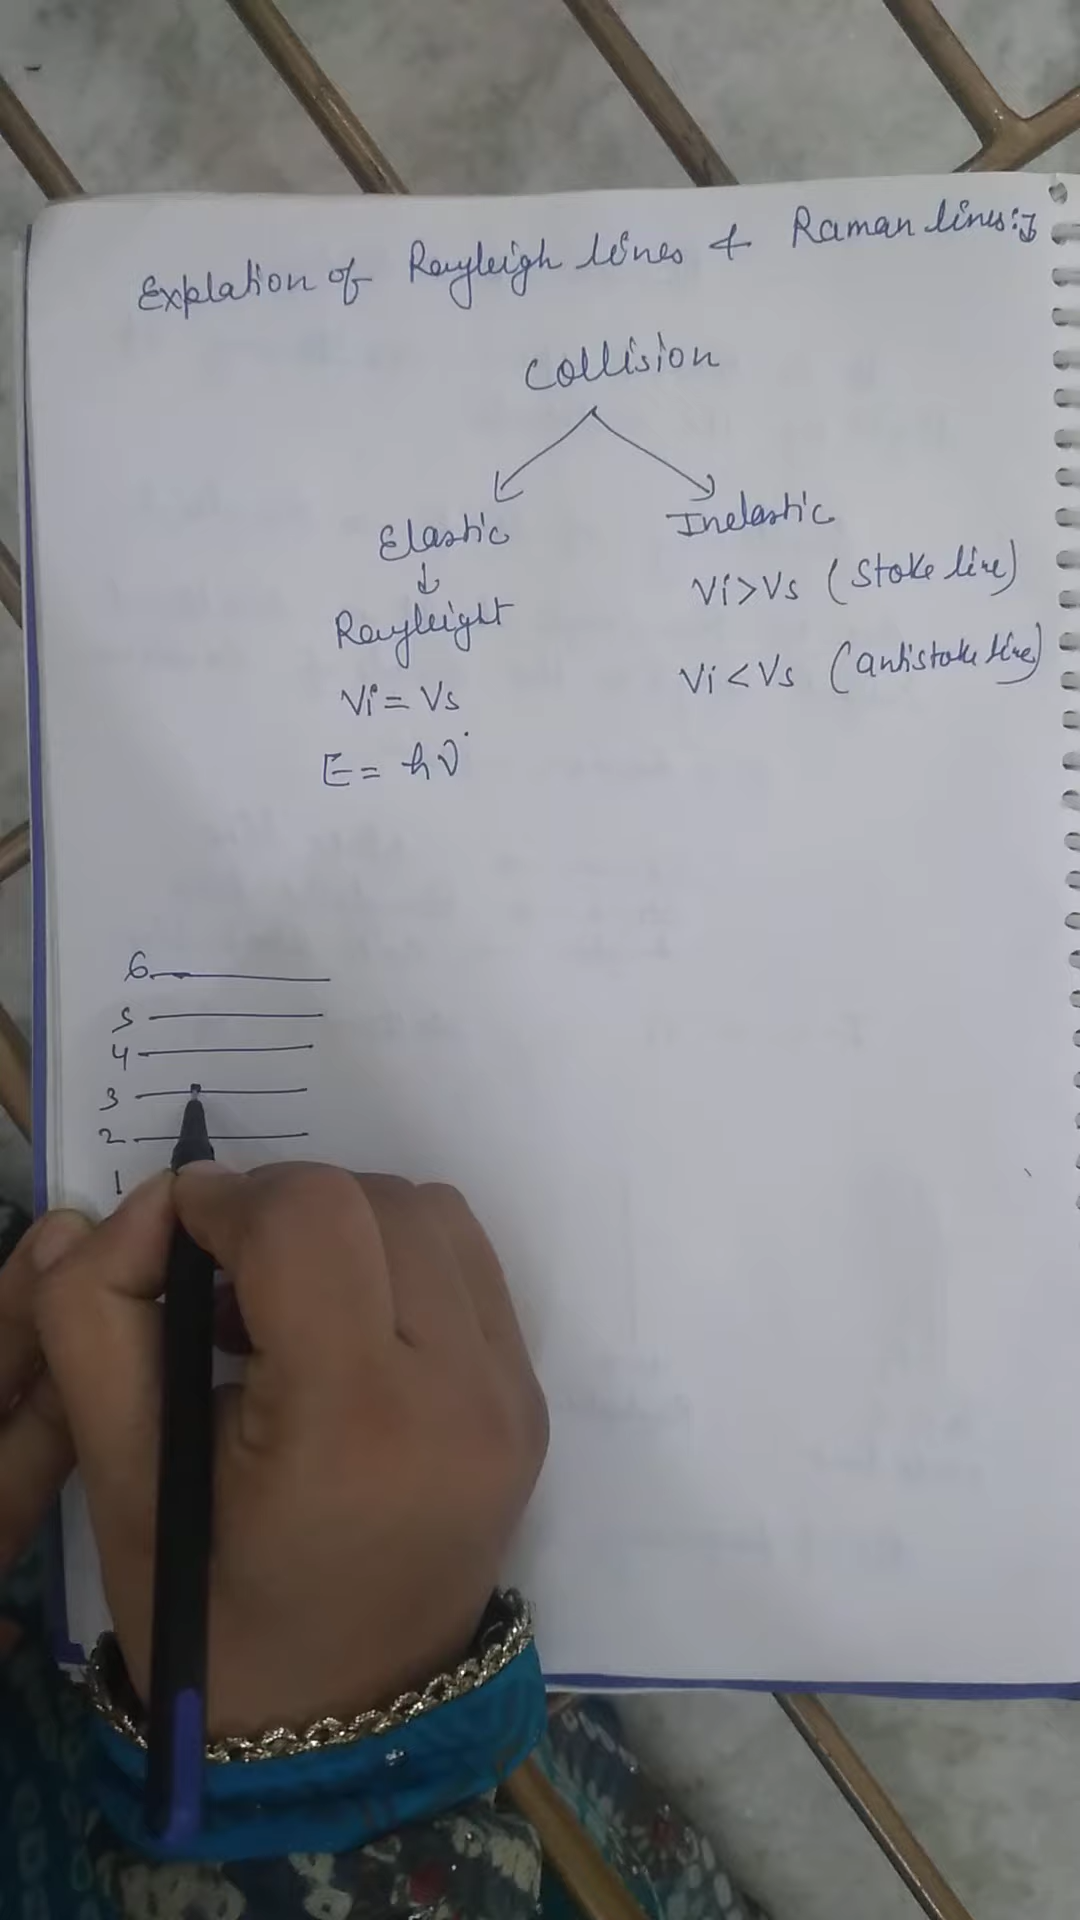 Explation of Rayleigh lines & Raman lines:→
Collision
Elastic
Inelastic
↓
Rayleight
Vi = Vs
E = hν
Vi > Vs (Stoke line)
Vi < Vs (antistoke line)
6
5
4
3
2
1